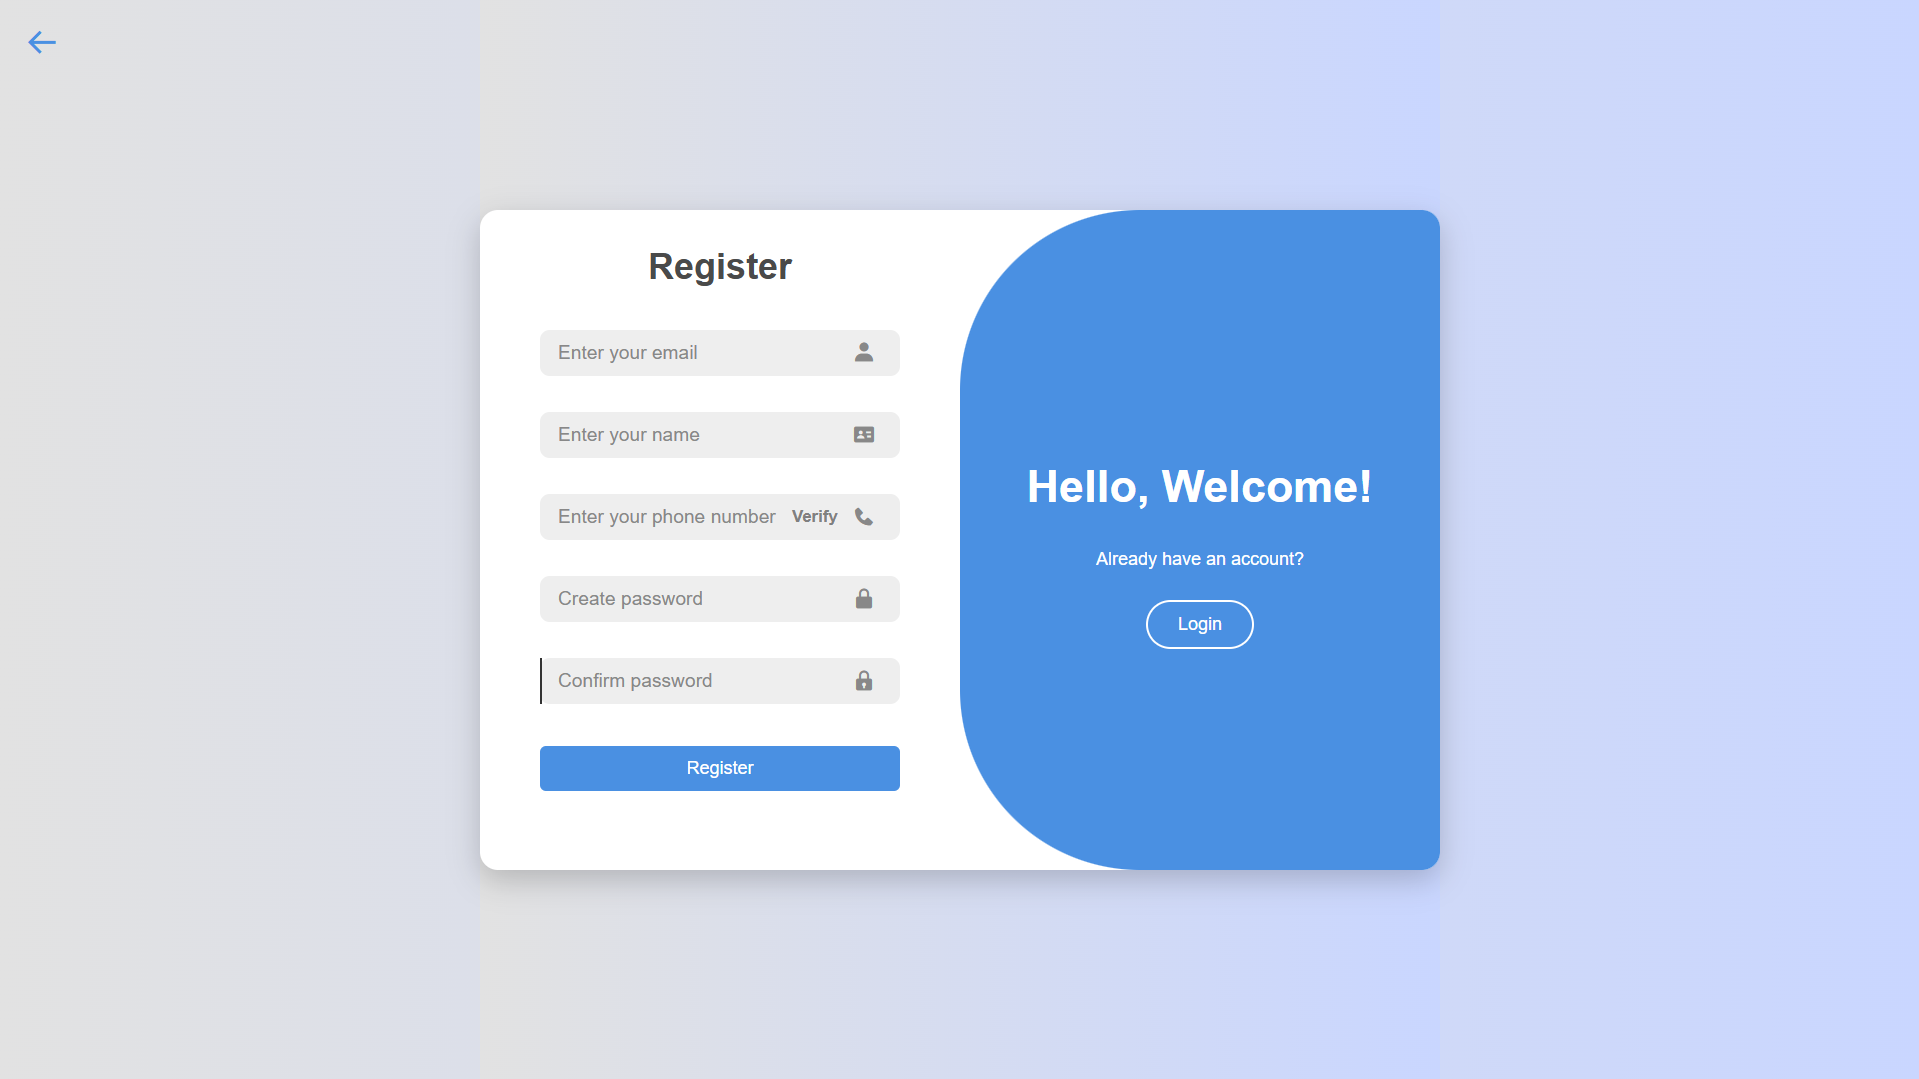 Register
Enter your email
Enter your name
Enter your phone number Verify
Create password
Confirm password
Register
Hello, Welcome!
Already have an account?
Login